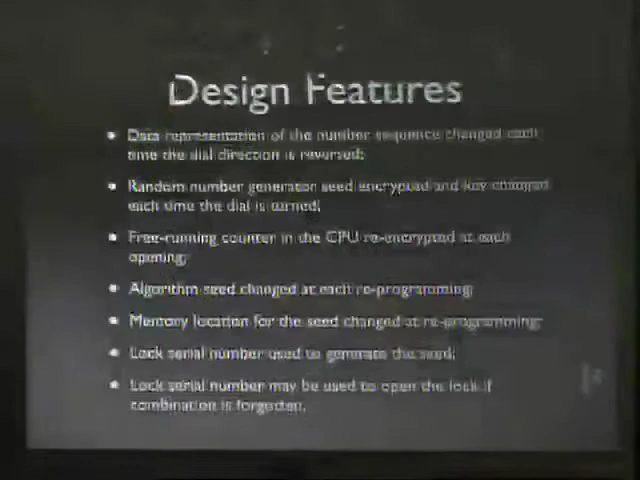 Design Features
• Data representation of the number sequence changed each
time the dial direction is reversed;
• Random number generator seed encrypted and key changed
each time the dial is turned;
• Free-running counter in the CPU re-encrypted at each
opening;
• Algorithm seed changed at each re-programming;
• Memory location for the seed changed at re-programming;
• Lock serial number used to generate the seed;
• Lock serial number may be used to open the lock if
combination is forgotten.